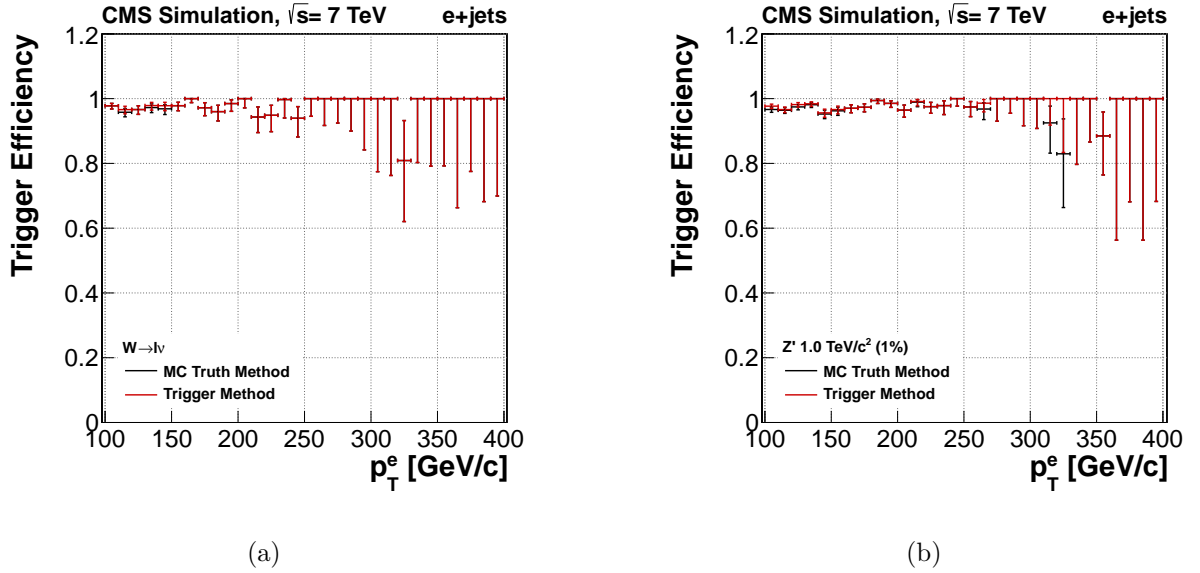 CMS Simulation, √s= 7 TeV e+jets
Trigger Efficiency
1.2
1
0.8
0.6
0.4
0.2
0
W→lν
MC Truth Method
Trigger Method
100 150 200 250 300 350 400
p_T^e [GeV/c]
(a)
CMS Simulation, √s= 7 TeV e+jets
Trigger Efficiency
1.2
1
0.8
0.6
0.4
0.2
0
Z' 1.0 TeV/c² (1%)
MC Truth Method
Trigger Method
100 150 200 250 300 350 400
p_T^e [GeV/c]
(b)